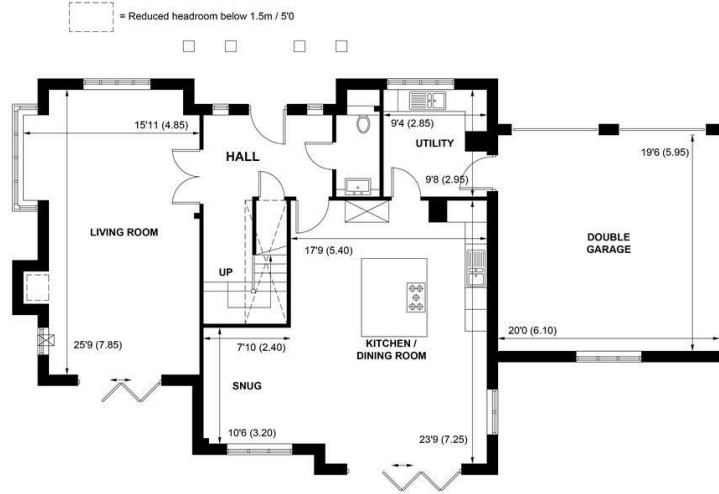 = Reduced headroom below 1.5m / 5'0
15'11 (4.85)
9'4 (2.85)
19'6 (5.95)
HALL
UTILITY
9'8 (2.95)
LIVING ROOM
DOUBLE
GARAGE
17'9 (5.40)
UP
20'0 (6.10)
25'9 (7.85)
7'10 (2.40)
KITCHEN /
DINING ROOM
SNUG
10'6 (3.20)
23'9 (7.25)